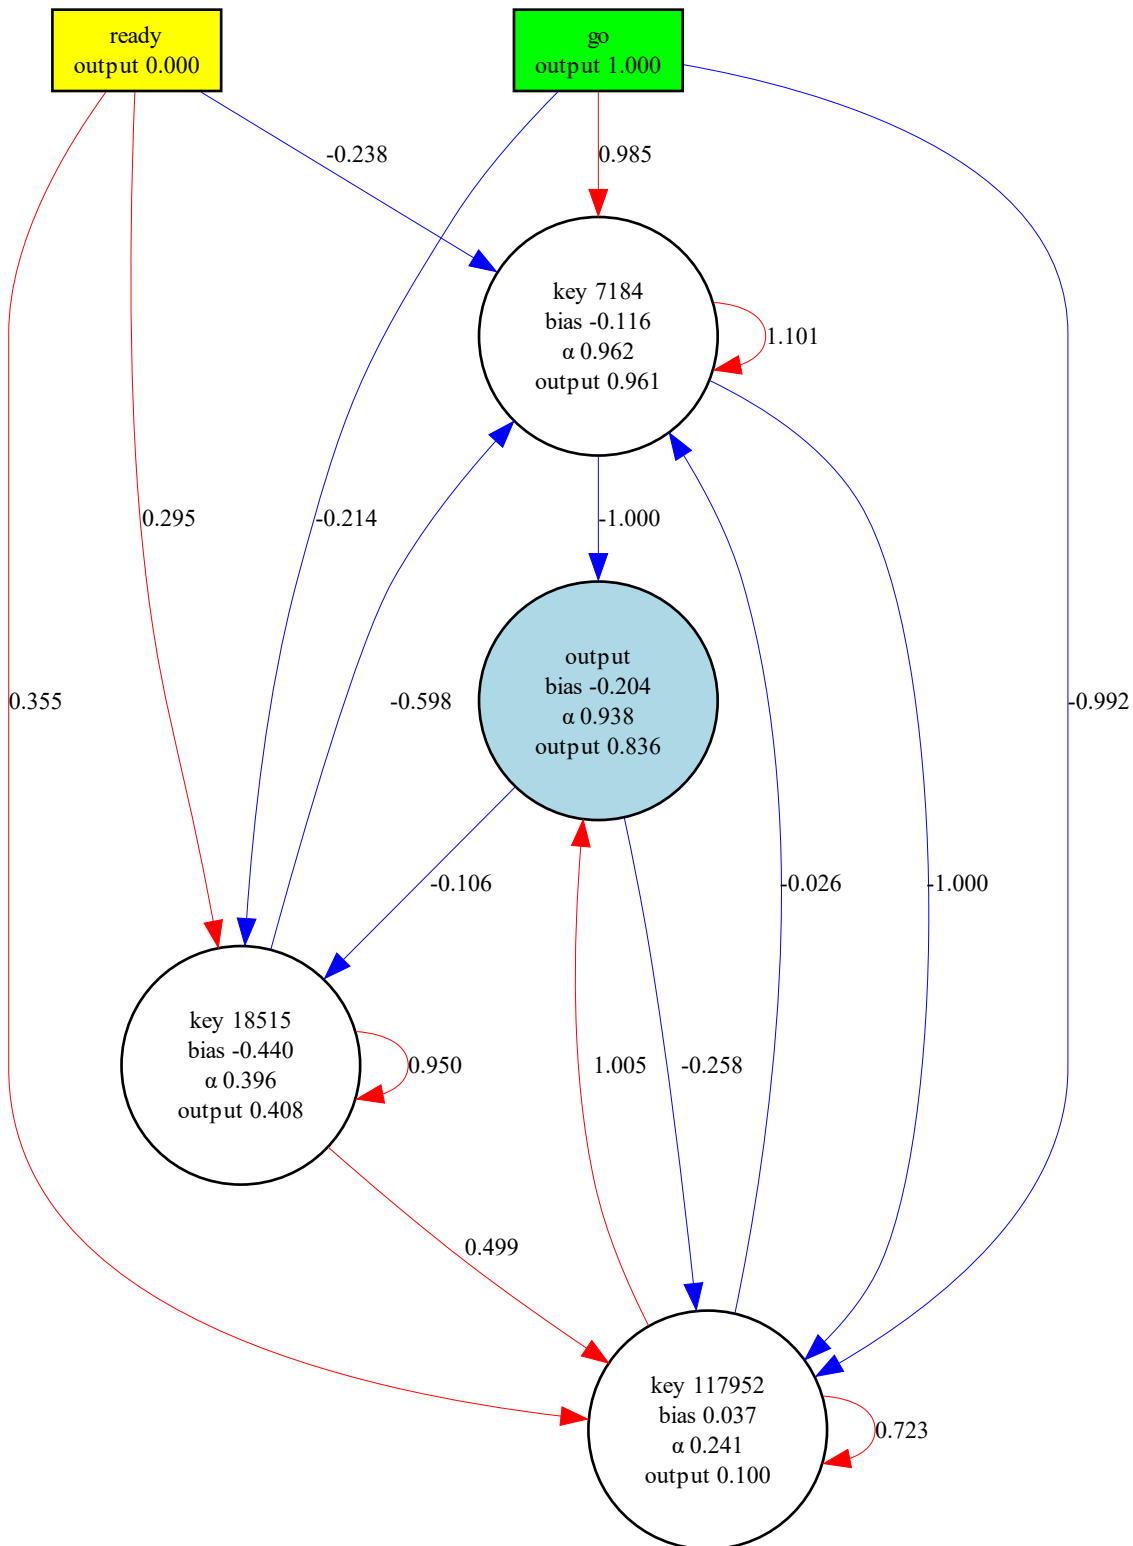 ready
output 0.000
go
output 1.000
-0.238
0.985
key 7184
bias -0.116
α 0.962
output 0.961
1.101
0.295
-0.214
-1.000
output
bias -0.204
α 0.938
output 0.836
0.355
-0.598
-0.992
-0.106
-0.026
-1.000
key 18515
bias -0.440
α 0.396
output 0.408
0.950
1.005
-0.258
0.499
key 117952
bias 0.037
α 0.241
output 0.100
0.723